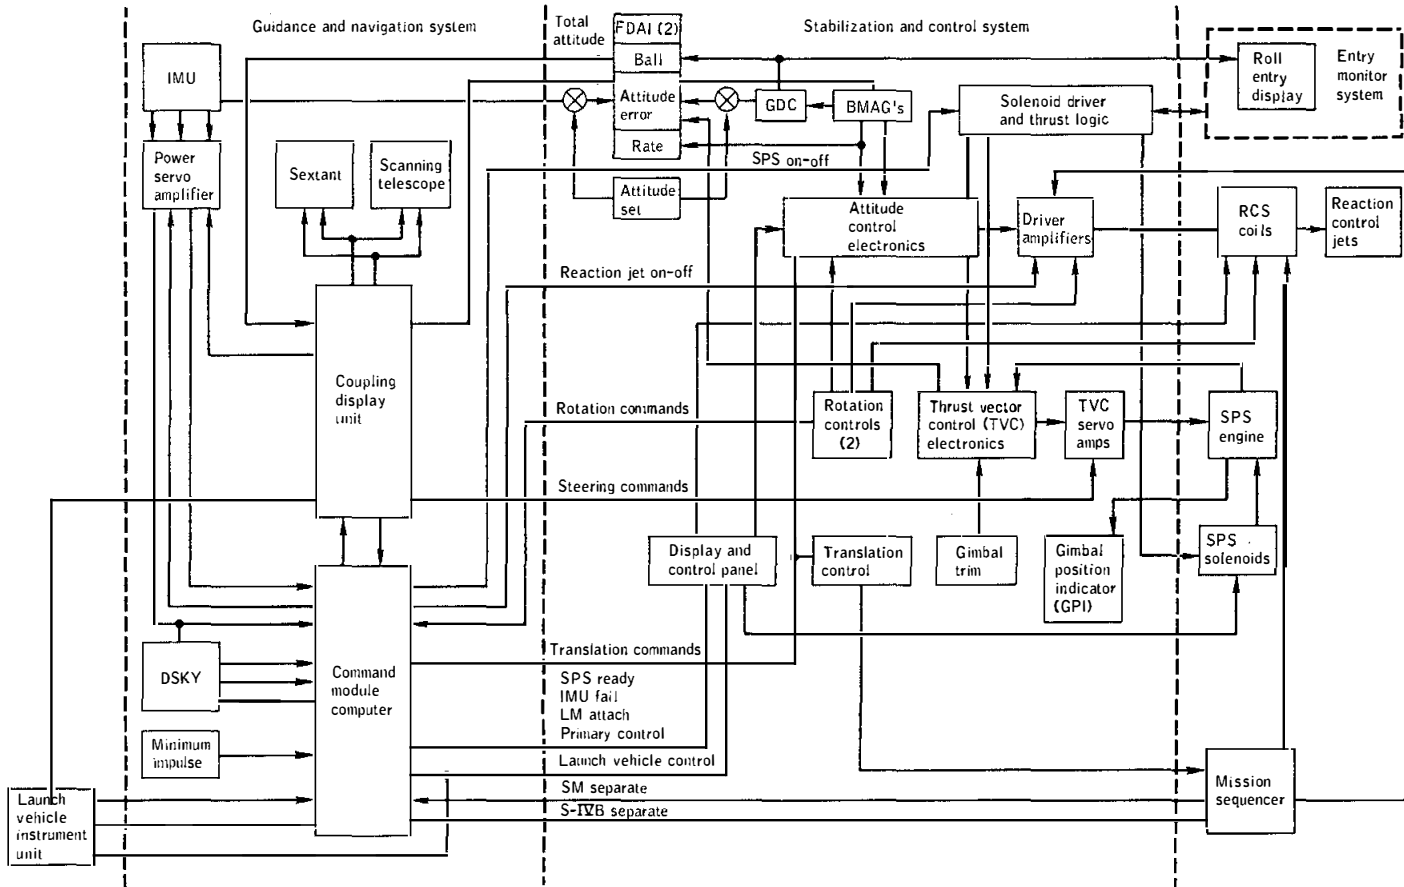 Guidance and navigation system
Total
attitude
FDAI (2)
Stabilization and control system
Ball
IMU
Attitude
error
GDC
BMAG's
Solenoid driver
and thrust logic
Roll
entry
display
Entry
monitor
system
Rate
SPS on-off
Power
servo
amplifier
Sextant
Scanning
telescope
Attitude
set
Attitude
control
electronics
Driver
amplifiers
RCS
coils
Reaction
control
jets
Reaction jet on-off
Coupling
display
unit
Rotation commands
Rotation
controls
(2)
Thrust vector
control (TVC)
electronics
TVC
servo
amps
SPS
engine
Steering commands
Display and
control panel
Translation
control
Gimbal
trim
Gimbal
position
indicator
(GPI)
SPS
solenoids
DSKY
Command
module
computer
Translation commands
SPS ready
IMU fail
LM attach
Primary control
Minimum
impulse
Launch vehicle control
SM separate
S-IVB separate
Launch
vehicle
instrument
unit
Mission
sequencer